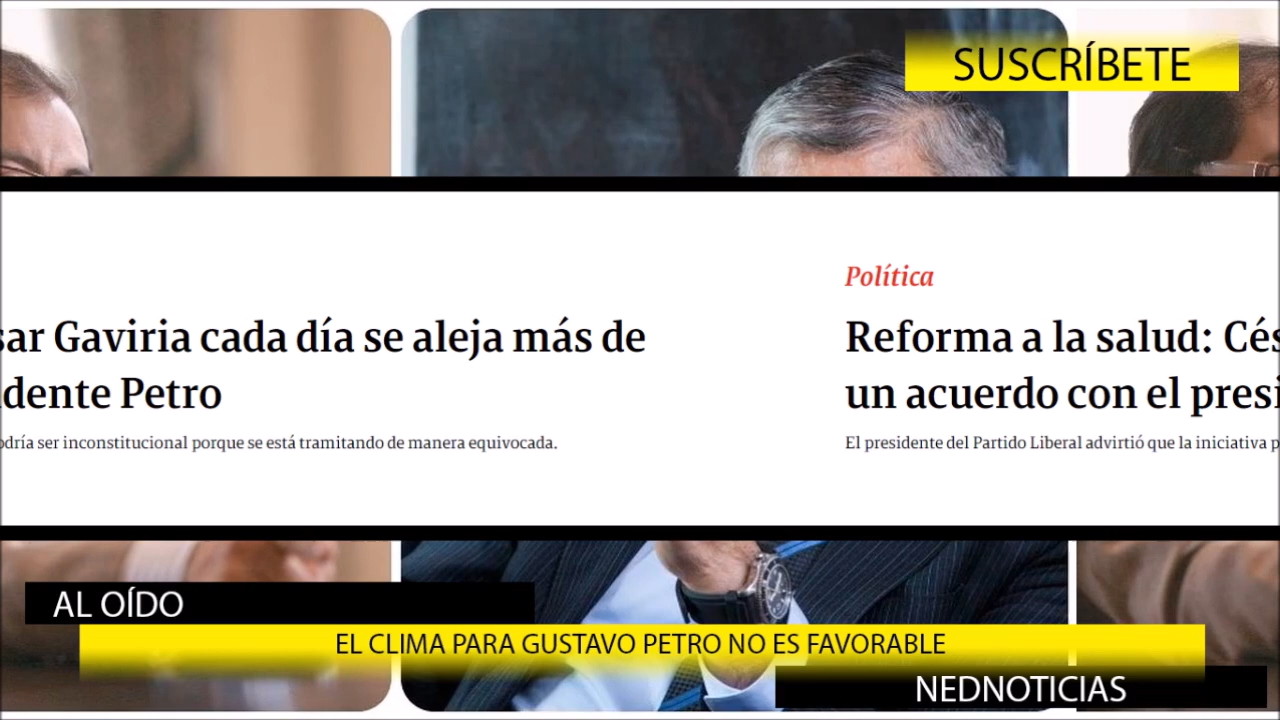 SUSCRÍBETE
sar Gaviria cada día se aleja más de
idente Petro
odría ser inconstitucional porque se está tramitando de manera equivocada.
Política
Reforma a la salud: Cés
un acuerdo con el presi
El presidente del Partido Liberal advirtió que la iniciativa p
AL OÍDO
EL CLIMA PARA GUSTAVO PETRO NO ES FAVORABLE
NEDNOTICIAS